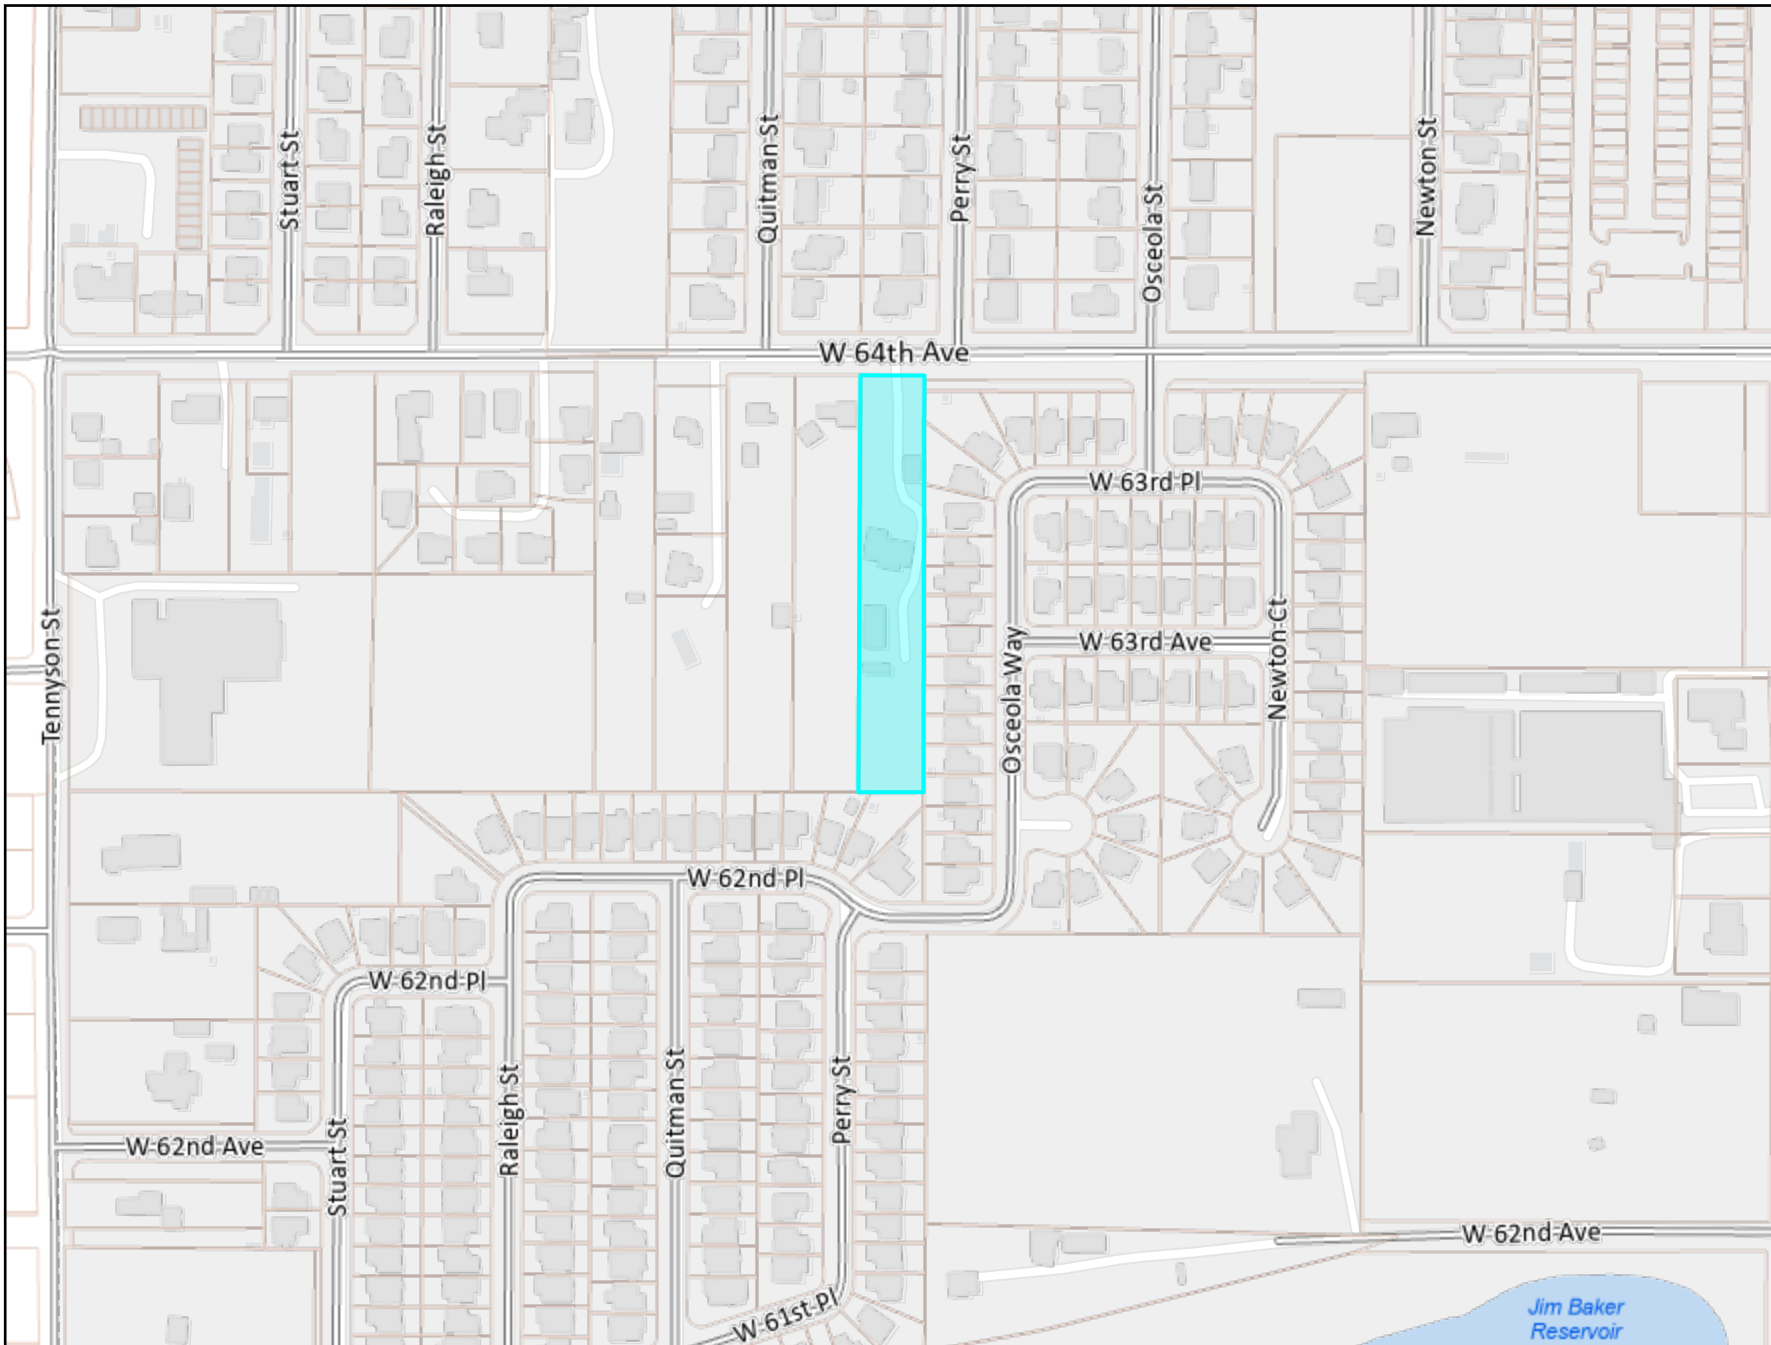 Stuart St
Raleigh St
Quitman St
Perry St
Osceola St
Newton St
W 64th Ave
W 63rd Pl
Tennyson St
W 63rd Ave
Osceola Way
Newton Ct
W 62nd Pl
W 62nd Pl
W 62nd Ave
Stuart St
Raleigh St
Quitman St
Perry St
W 62nd Ave
W 61st Pl
Jim Baker
Reservoir